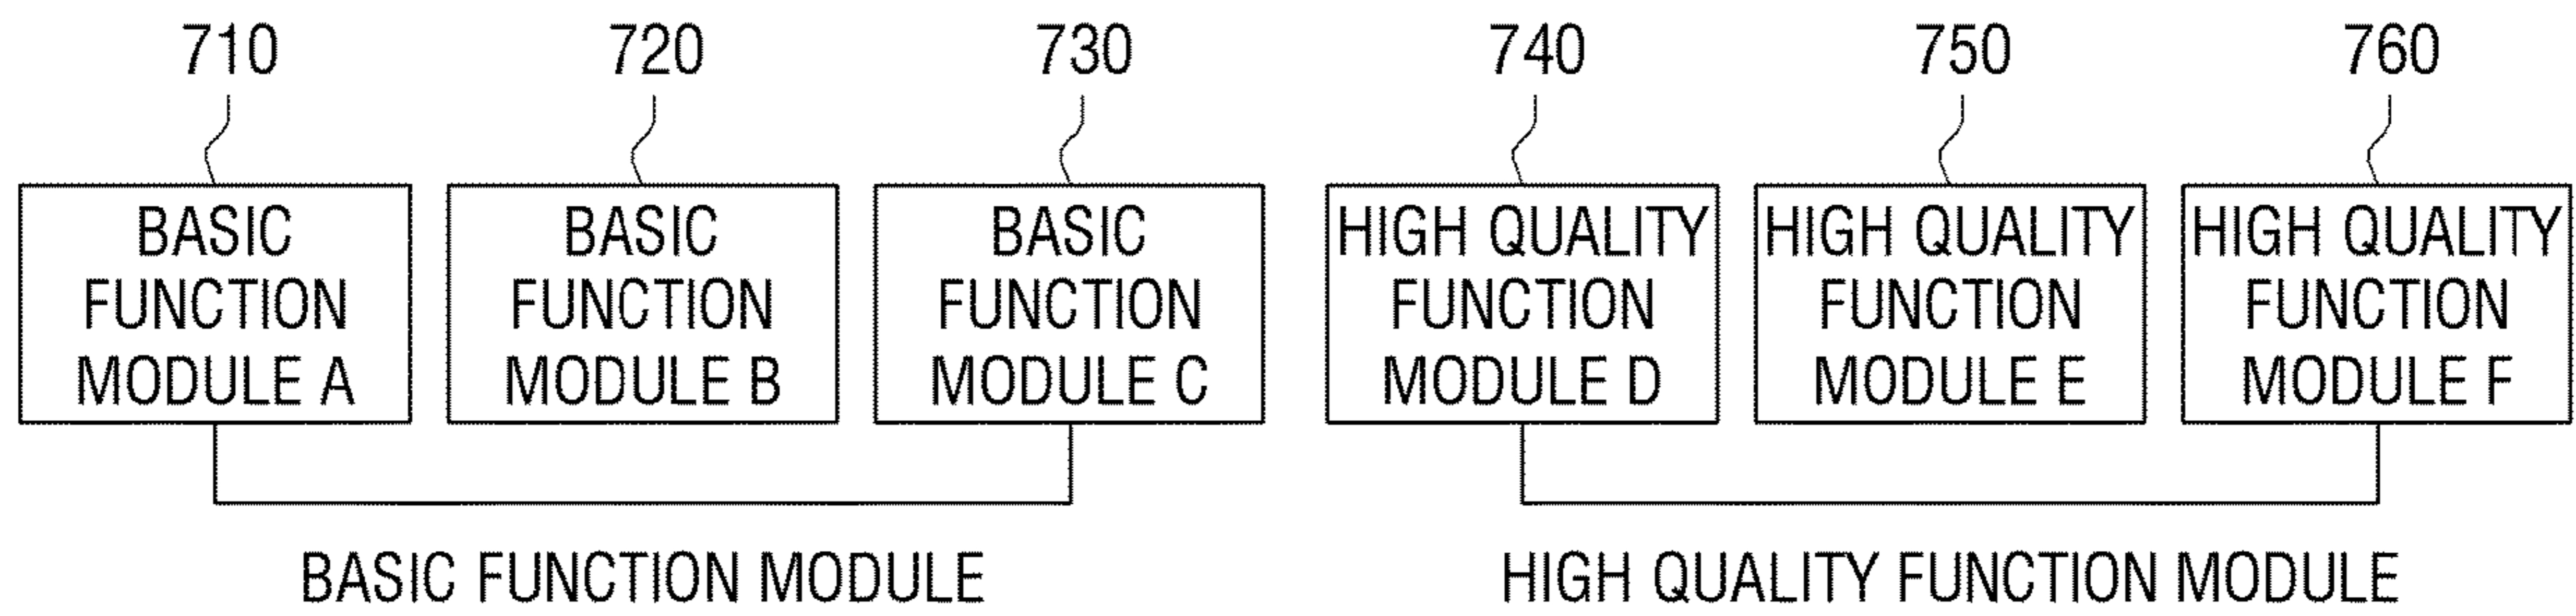 710 720 730 740 750 760
BASIC FUNCTION MODULE A
BASIC FUNCTION MODULE B
BASIC FUNCTION MODULE C
HIGH QUALITY FUNCTION MODULE D
HIGH QUALITY FUNCTION MODULE E
HIGH QUALITY FUNCTION MODULE F
BASIC FUNCTION MODULE
HIGH QUALITY FUNCTION MODULE